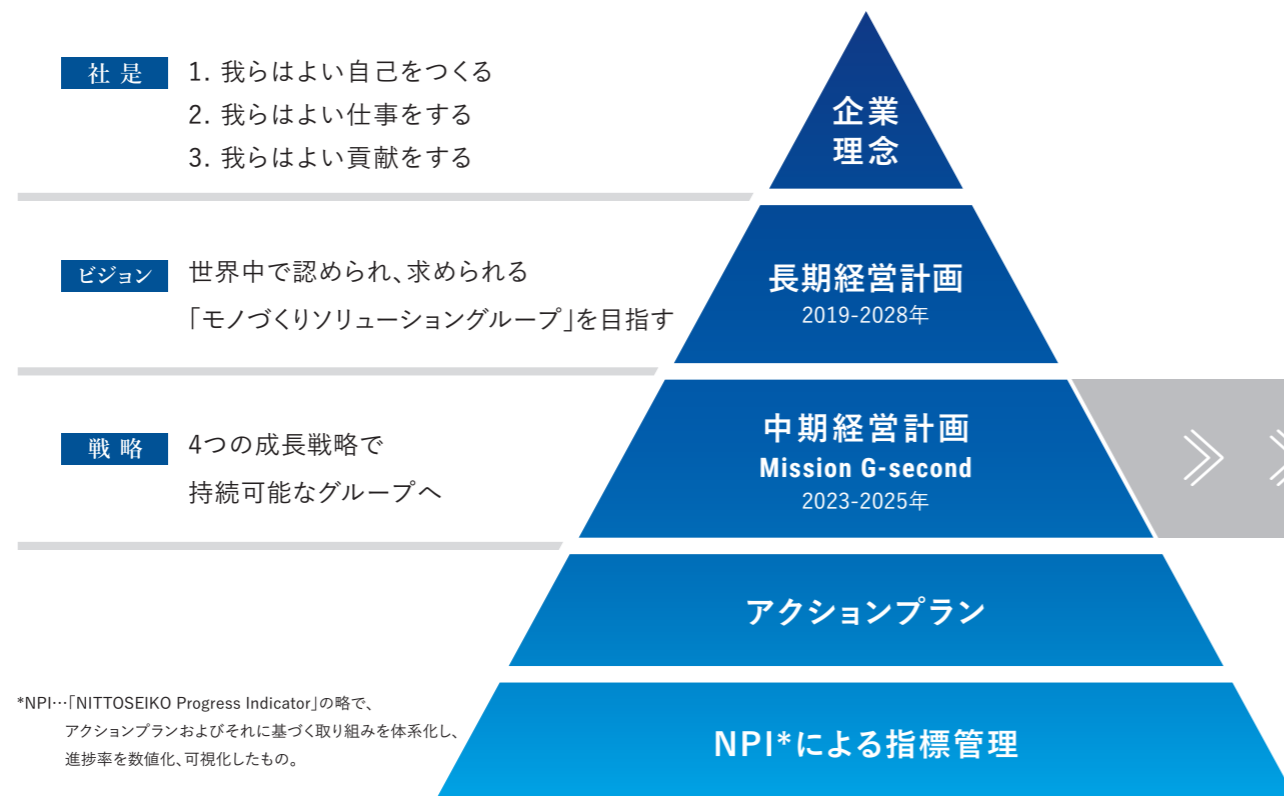 社是
1. 我らはよい自己をつくる
2. 我らはよい仕事をする
3. 我らはよい貢献をする
企業
理念
ビジョン
世界中で認められ、求められる
「モノづくりソリューショングループ」を目指す
長期経営計画
2019-2028年
戦略
4つの成長戦略で
持続可能なグループへ
中期経営計画
Mission G-second
2023-2025年
アクションプラン
*NPI…「NITTOSEIKO Progress Indicator」の略で、
アクションプランおよびそれに基づく取り組みを体系化し、
進捗率を数値化、可視化したもの。
NPI*による指標管理